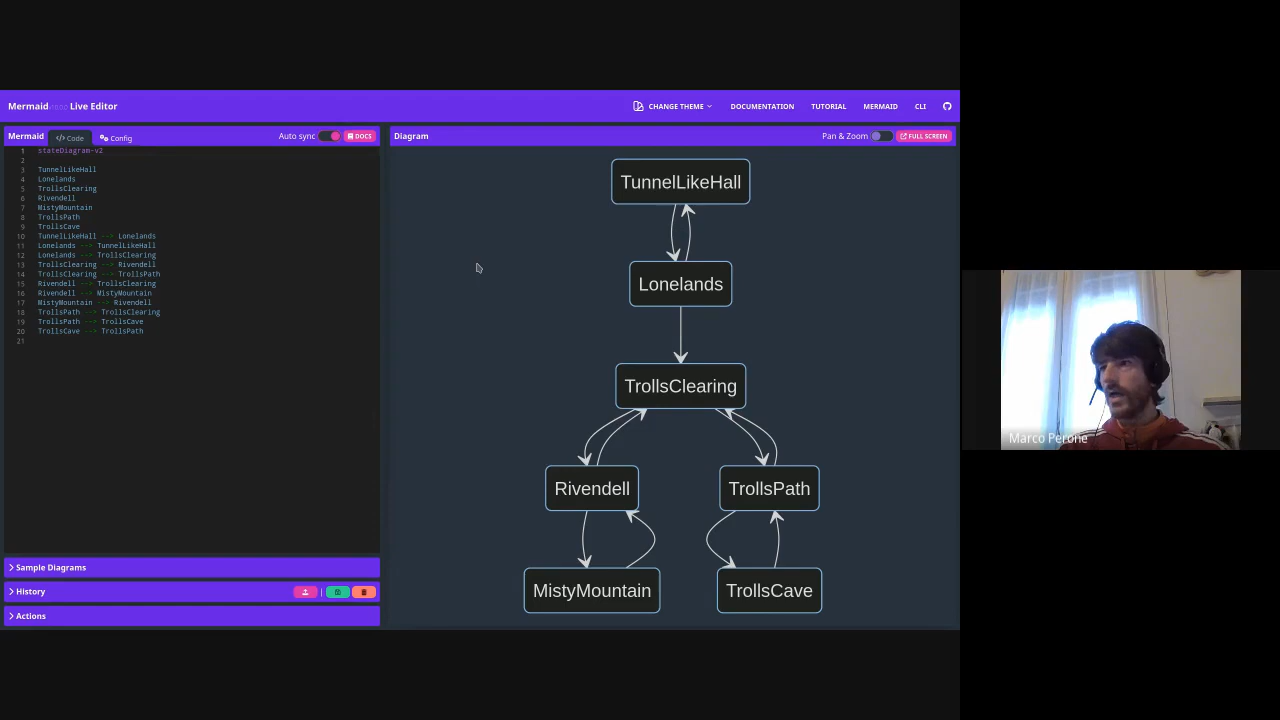 Mermaid Live Editor
CHANGE THEME
DOCUMENTATION
TUTORIAL
MERMAID
CLI
Mermaid
Code
Config
Auto sync
DOCS
1 stateDiagram-v2
2
3 TunnelLikeHall
4 Lonelands
5 TrollsClearing
6 Rivendell
7 MistyMountain
8 TrollsPath
9 TrollsCave
10 TunnelLikeHall --> Lonelands
11 Lonelands --> TunnelLikeHall
12 Lonelands --> TrollsClearing
13 TrollsClearing --> Rivendell
14 TrollsClearing --> TrollsPath
15 Rivendell --> TrollsClearing
16 Rivendell --> MistyMountain
17 MistyMountain --> Rivendell
18 TrollsPath --> TrollsClearing
19 TrollsPath --> TrollsCave
20 TrollsCave --> TrollsPath
21
Sample Diagrams
History
Actions
Diagram
Pan & Zoom
FULL SCREEN
TunnelLikeHall
Lonelands
TrollsClearing
Rivendell
TrollsPath
MistyMountain
TrollsCave
Marco Perone